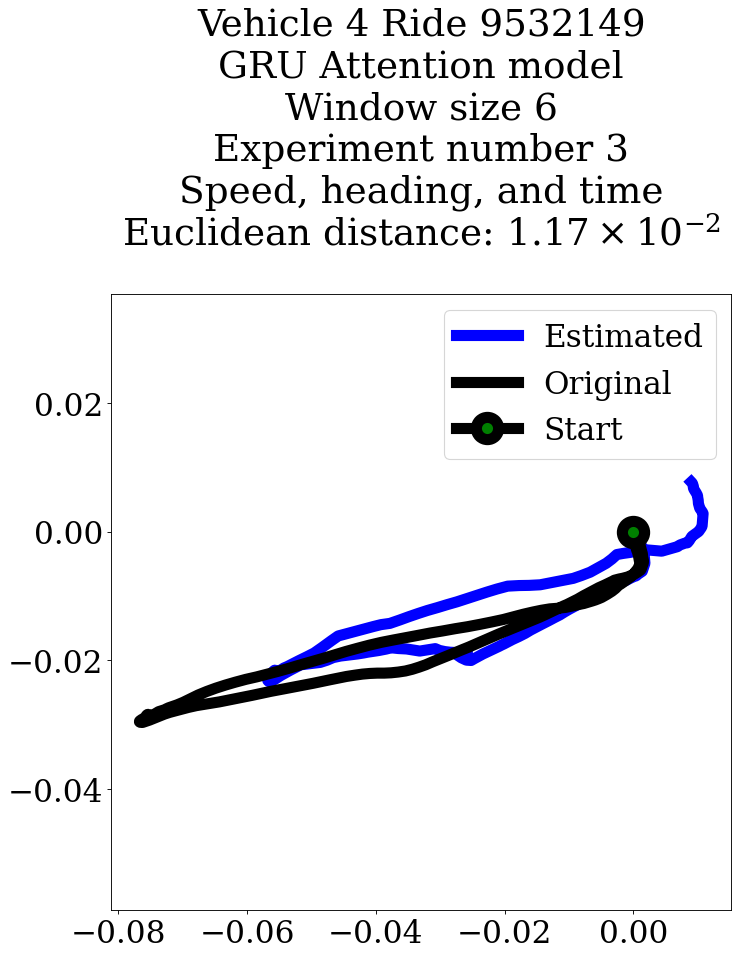 Vehicle 4 Ride 9532149
GRU Attention model
Window size 6
Experiment number 3
Speed, heading, and time
Euclidean distance: 1.17 × 10⁻²
Estimated
Original
Start
0.02
0.00
−0.02
−0.04
−0.08 −0.06 −0.04 −0.02 0.00